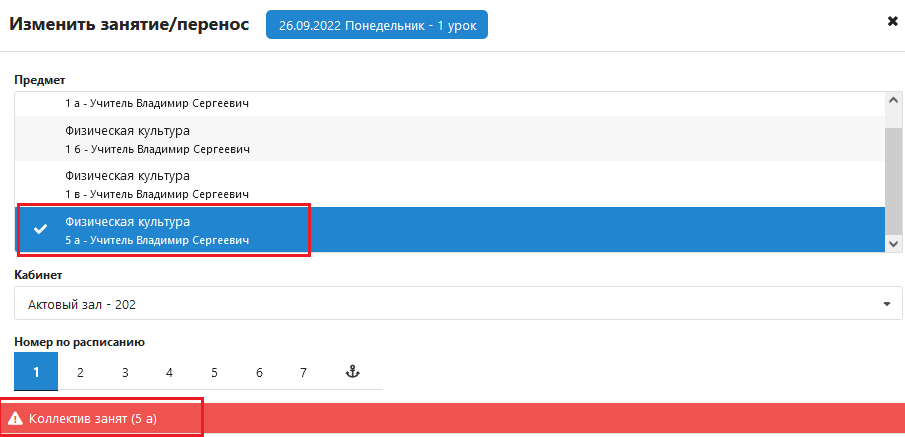 Изменить занятие/перенос 26.09.2022 Понедельник - 1 урок
Предмет
1 а - Учитель Владимир Сергеевич
Физическая культура
1 б - Учитель Владимир Сергеевич
Физическая культура
1 в - Учитель Владимир Сергеевич
Физическая культура
5 а - Учитель Владимир Сергеевич
Кабинет
Актовый зал - 202
Номер по расписанию
1 2 3 4 5 6 7
Коллектив занят (5 а)